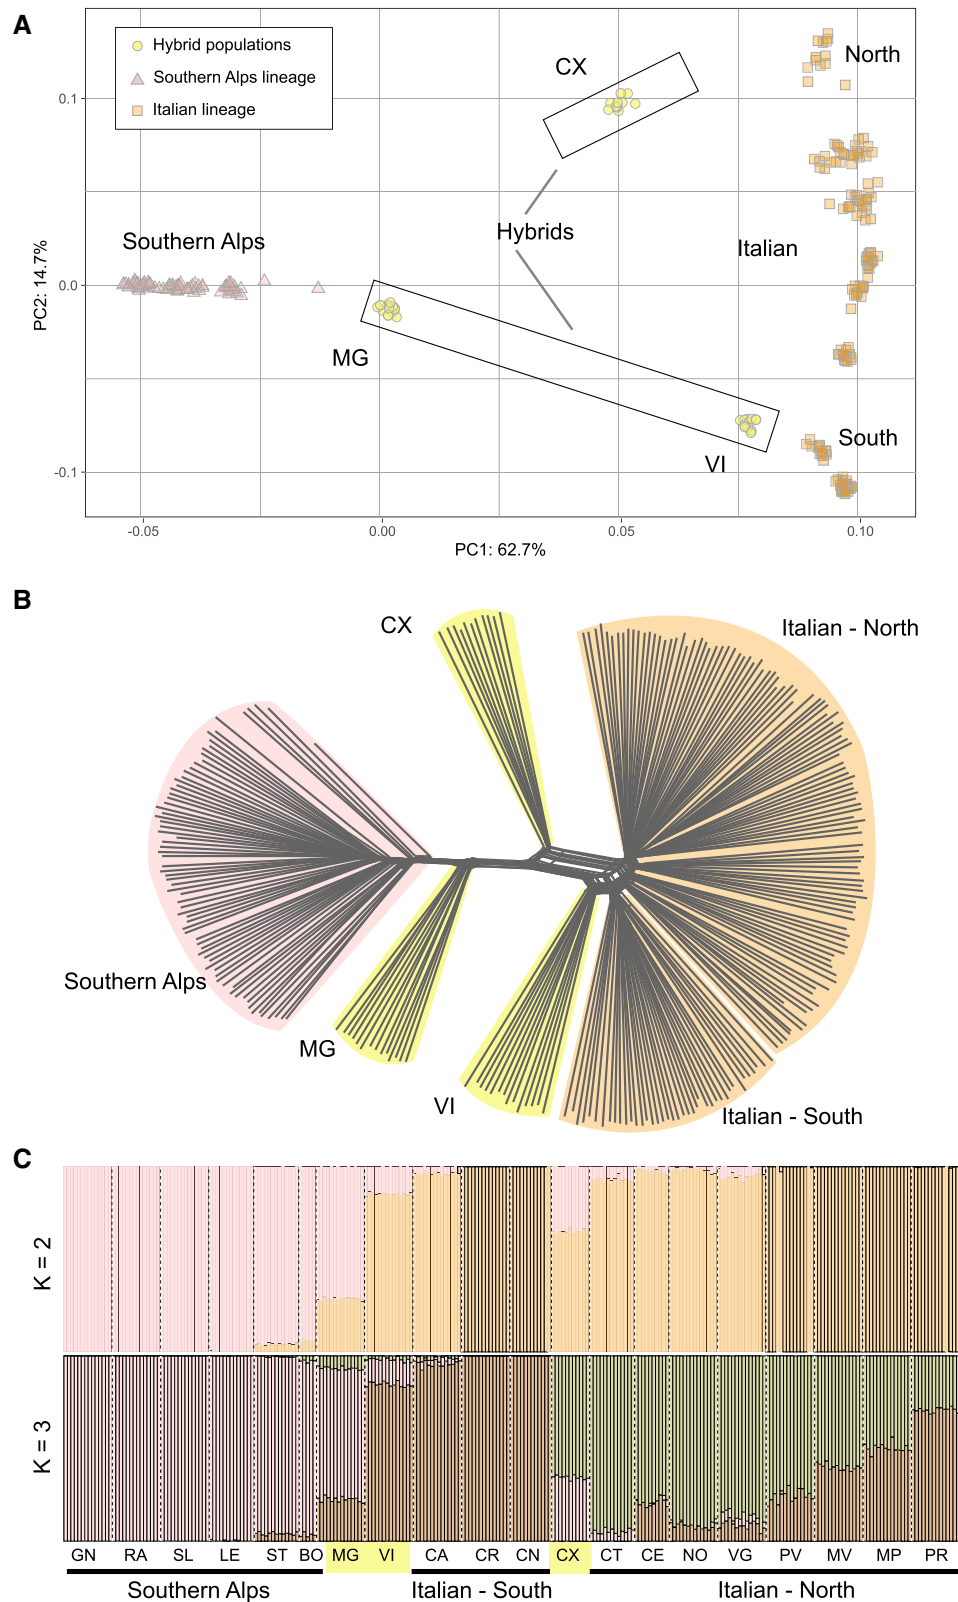 A
Hybrid populations
Southern Alps lineage
Italian lineage
CX
North
Hybrids
Southern Alps
Italian
MG
South
VI
0.1
0.0
-0.1
PC2: 14.7%
-0.05
0.00
0.05
0.10
PC1: 62.7%
B
CX
Italian - North
Southern Alps
MG
VI
Italian - South
C
K = 2
K = 3
GN RA SL LE ST BO MG VI CA CR CN CX CT CE NO VG PV MV MP PR
Southern Alps Italian - South Italian - North